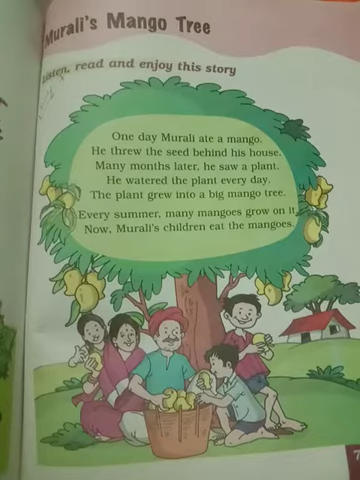 Murali's Mango Tree
Listen, read and enjoy this story
One day Murali ate a mango.
He threw the seed behind his house.
Many months later, he saw a plant.
He watered the plant every day.
The plant grew into a big mango tree.
Every summer, many mangoes grow on it.
Now, Murali's children eat the mangoes.